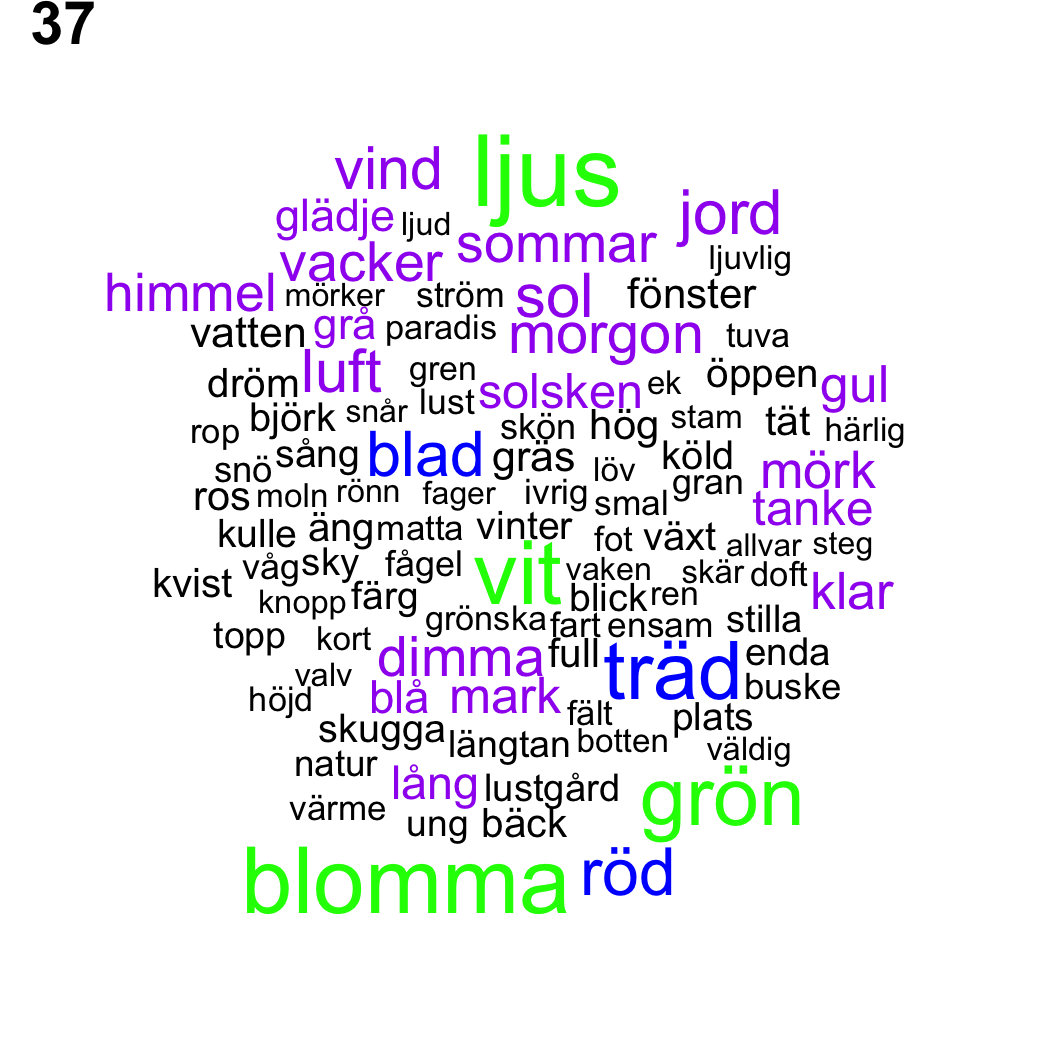 37
vind ljus
glädje ljud sommar jord
vacker ljuvlig
himmel mörker ström sol fönster
vatten grå paradis morgon tuva
dröm luft gren solsken ek öppen gul
rop björk snår lust skön hög stam tät härlig
snö sång blad gräs löv köld gran mörk
ros moln rönn fager ivrig smal tanke
kulle äng matta vinter fot växt allvar steg
kvist våg sky fågel vit vaken skär doft klar
knopp färg blick ren
grönska fart ensam stilla
topp kort dimma full träd enda
valv buske
höjd blå mark fält plats
skugga längtan botten väldig
natur lång lustgård grön
värme ung bäck
blomma röd